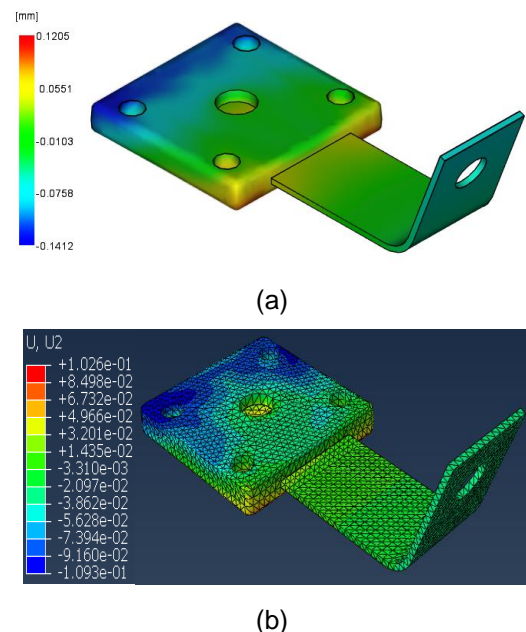 [mm]
0.1205
0.0551
-0.0103
-0.0758
-0.1412
(a)
U, U2
+1.026e-01
+8.498e-02
+6.732e-02
+4.966e-02
+3.201e-02
+1.435e-02
-3.310e-03
-2.097e-02
-3.862e-02
-5.628e-02
-7.394e-02
-9.160e-02
-1.093e-01
(b)